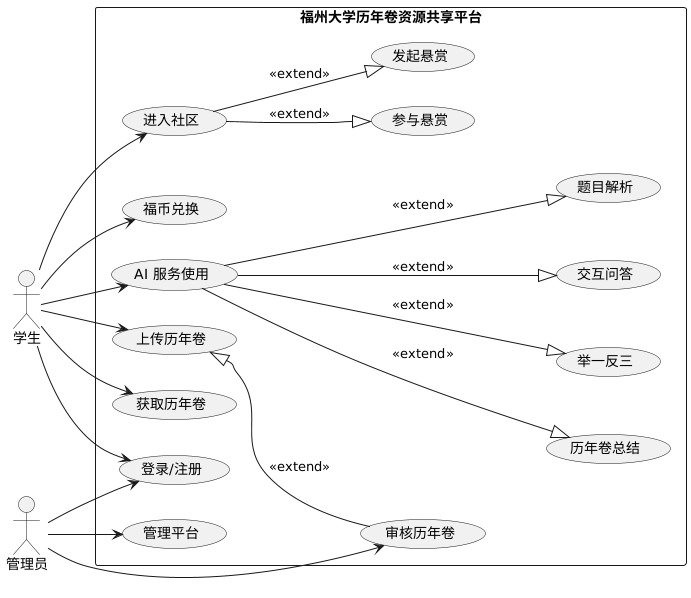 福州大学历年卷资源共享平台
发起悬赏
«extend»
进入社区
«extend»
参与悬赏
题目解析
«extend»
福币兑换
AI 服务使用
«extend»
交互问答
«extend»
学生
上传历年卷
«extend»
举一反三
获取历年卷
历年卷总结
登录/注册
«extend»
管理平台
审核历年卷
管理员